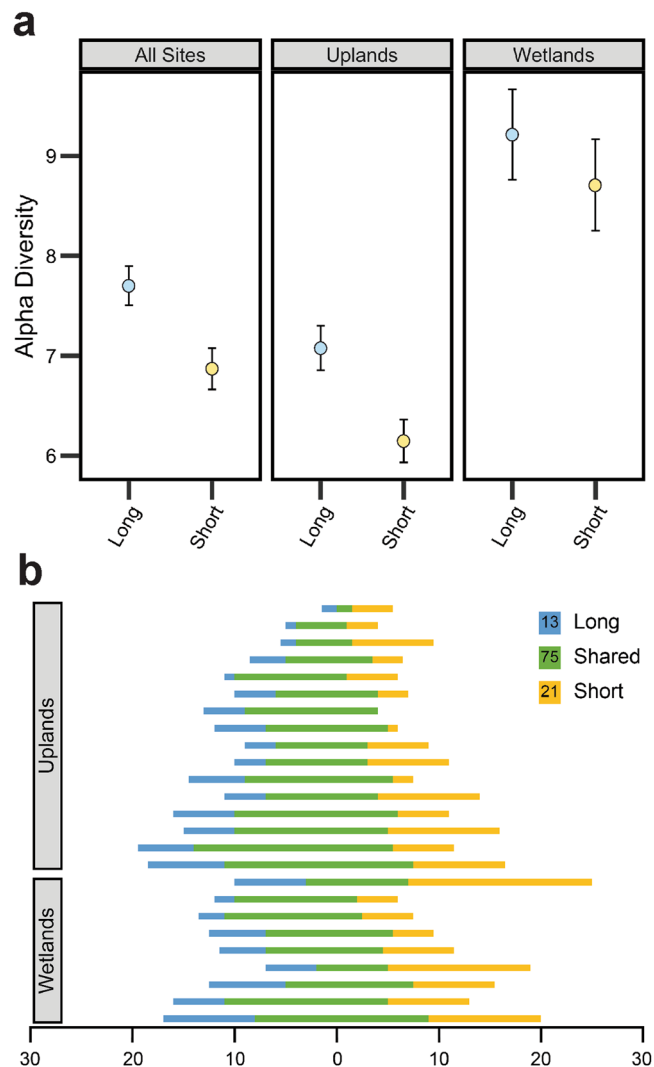 a
All Sites
Uplands
Wetlands
Alpha Diversity
9
8
7
6
Long
Short
Long
Short
Long
Short
b
Uplands
Wetlands
13 Long
75 Shared
21 Short
30 20 10 0 10 20 30